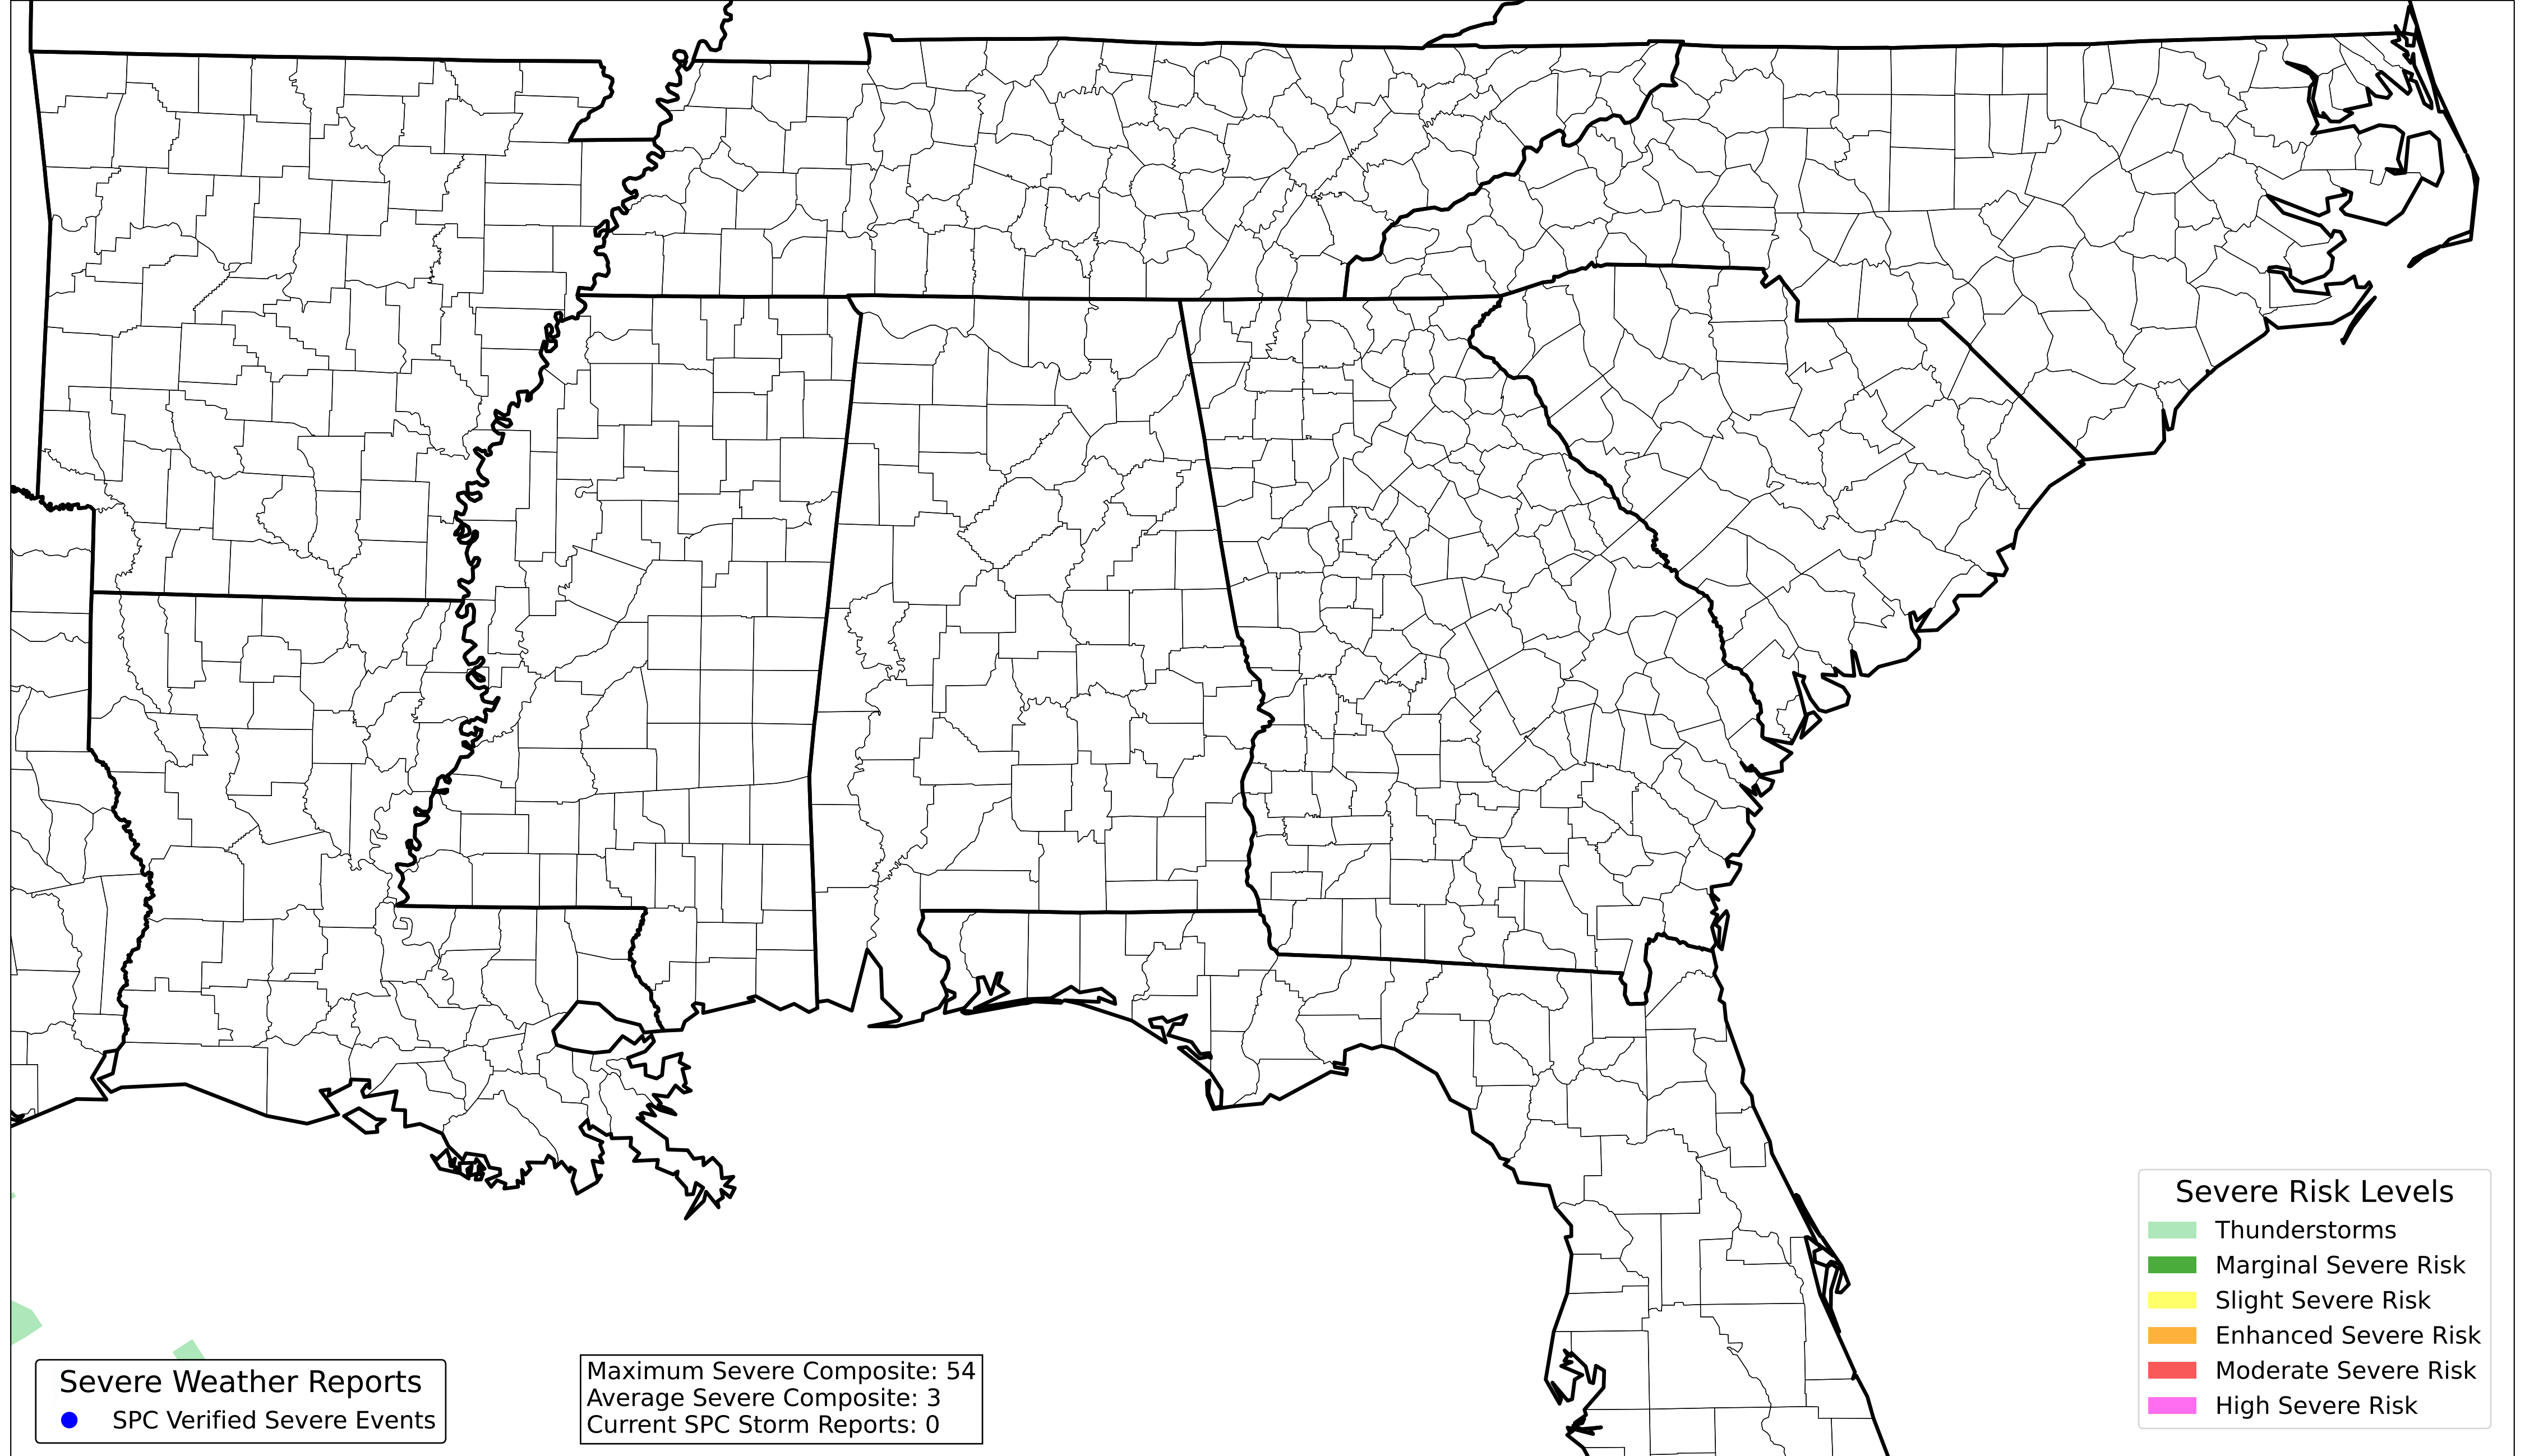 Severe Risk Levels
Thunderstorms
Marginal Severe Risk
Slight Severe Risk
Enhanced Severe Risk
Moderate Severe Risk
High Severe Risk
Severe Weather Reports
SPC Verified Severe Events
Maximum Severe Composite: 54
Average Severe Composite: 3
Current SPC Storm Reports: 0